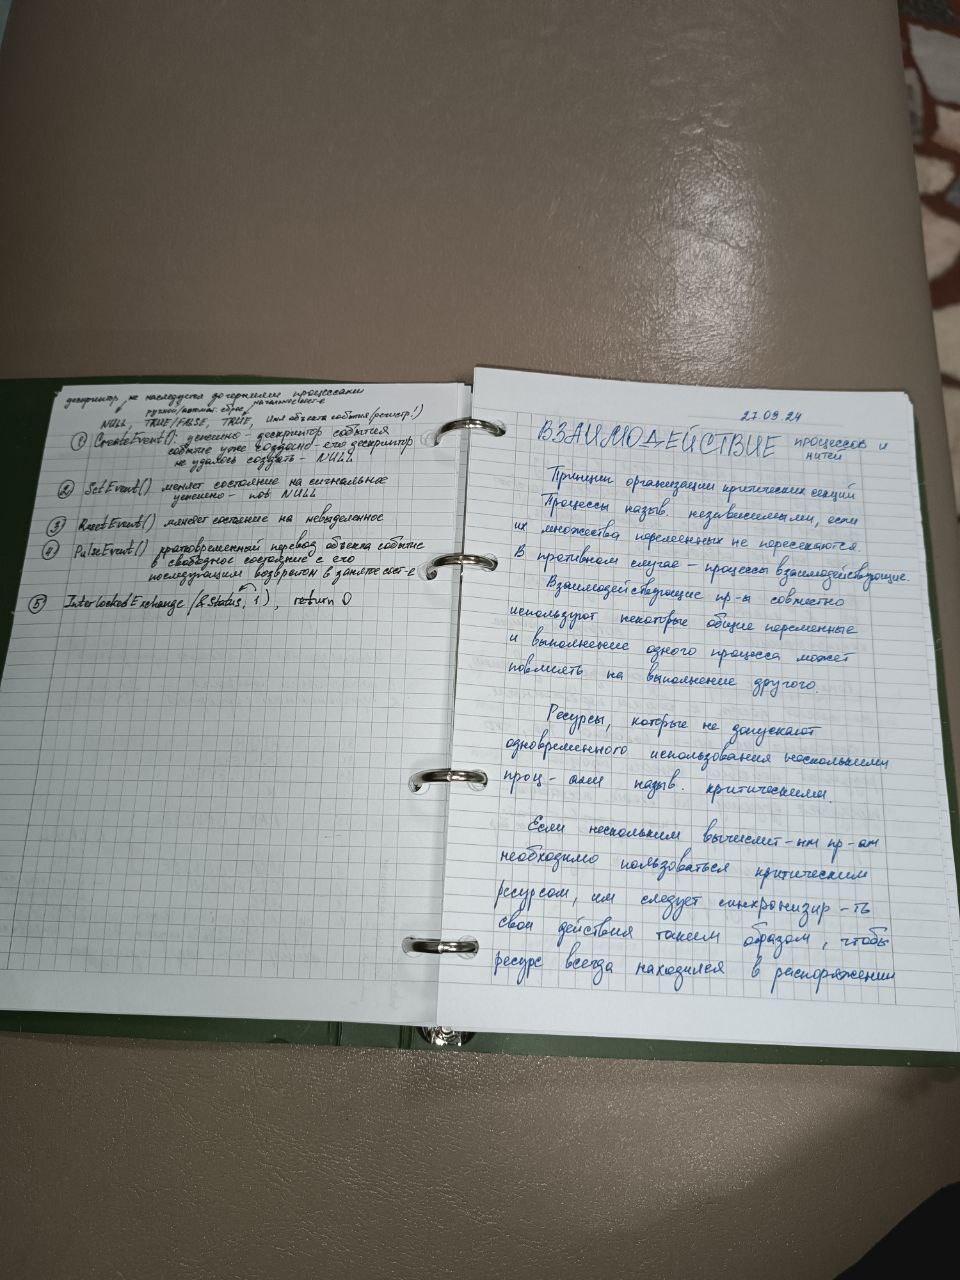 дескриптор не наследуется дочерними процессами
ручной/автомат. сброс начальное сост-е
NULL, TRUE/FALSE, TRUE, имя объекта события (регистр!)
① CreateEvent(): успешно - дескриптор события
событие уже создано - его дескриптор
не удалось создать - NULL
② SetEvent() меняет состояние на сигнальное
успешно - NULL
③ ResetEvent() меняет состояние на
④ PulseEvent() кратковременный перевод объекта событие
в свободное состояние с его
последующим возвратом в занятое сост-е
⑤ InterlockedExchange (&Status, 1), return 0
27.09.24
ВЗАИМОДЕЙСТВИЕ процессов и
нитей
Принцип организации критических секций
Процессы назыв. независимыми, если
их множества переменных не пересекаются.
В противном случае - процессы взаимодействующие.
Взаимодействующие пр-ы совместно
используют некоторые общие переменные
и выполнение одного процесса может
повлиять на выполнение другого.
Ресурсы, которые не допускают
одновременного использования несколькими
проц-ами назыв. критическими.
Если нескольким вычислит-ым пр-ам
необходимо пользоваться критическим
ресурсом, им следует синхронизир-ть
свои действия таким образом, чтобы
ресурс всегда находился в распоряжении